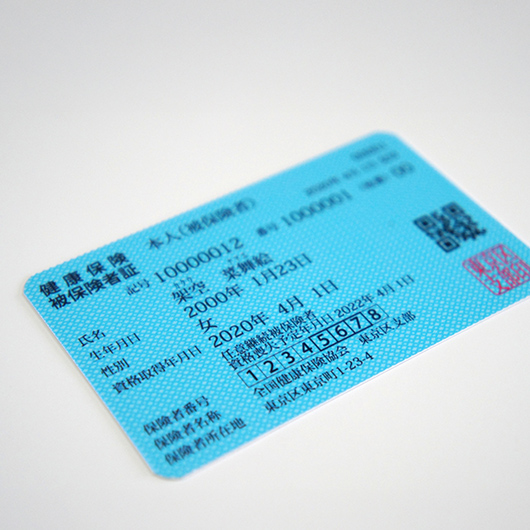 健康保険
被保険者証
本人(被保険者)
記号 10000012 番号 1000001 00
氏名 架空 菜舞絵
生年月日 2000年 1月23日
性別 女
資格取得年月日 2020年 4月 1日
任意継続被保険者
資格喪失予定年月日 2022年 4月 1日
保険者番号 12345678
保険者名称 全国健康保険協会 東京区支部
保険者所在地 東京区東京町1-23-4